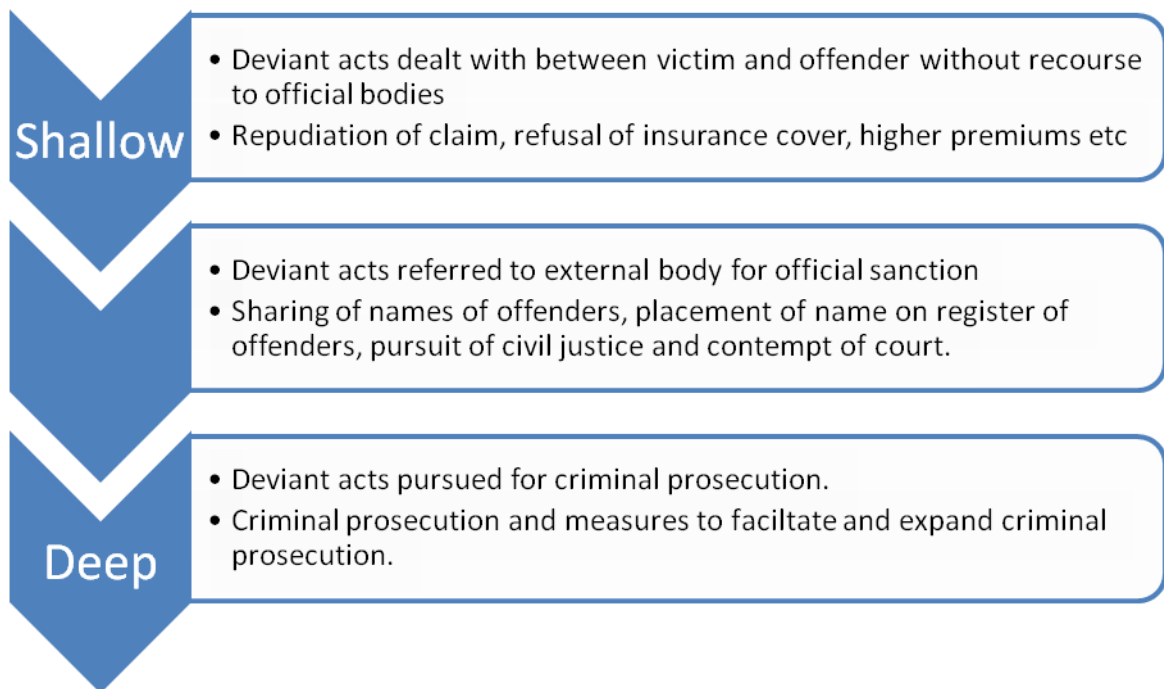 Shallow
• Deviant acts dealt with between victim and offender without recourse
to official bodies
• Repudiation of claim, refusal of insurance cover, higher premiums etc
• Deviant acts referred to external body for official sanction
• Sharing of names of offenders, placement of name on register of
offenders, pursuit of civil justice and contempt of court.
Deep
• Deviant acts pursued for criminal prosecution.
• Criminal prosecution and measures to faciltate and expand criminal
prosecution.